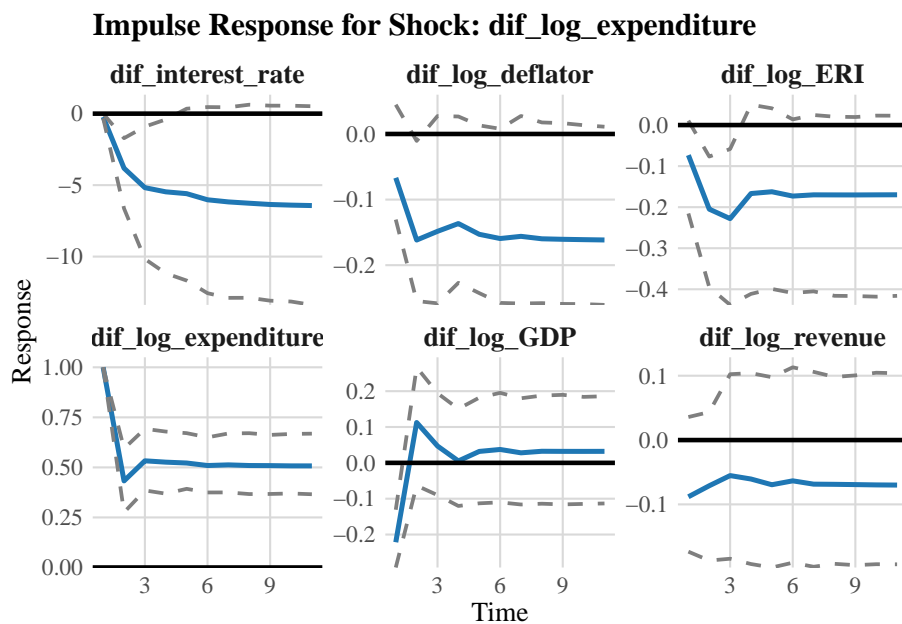 Impulse Response for Shock: dif_log_expenditure
dif_interest_rate
dif_log_deflator
dif_log_ERI
0
−5
−10
0.0
−0.1
−0.2
0.0
−0.1
−0.2
−0.3
−0.4
Response
dif_log_expenditure
dif_log_GDP
dif_log_revenue
1.00
0.75
0.50
0.25
0.00
0.2
0.1
0.0
−0.1
−0.2
0.1
0.0
−0.1
3 6 9
3 6 9
3 6 9
Time